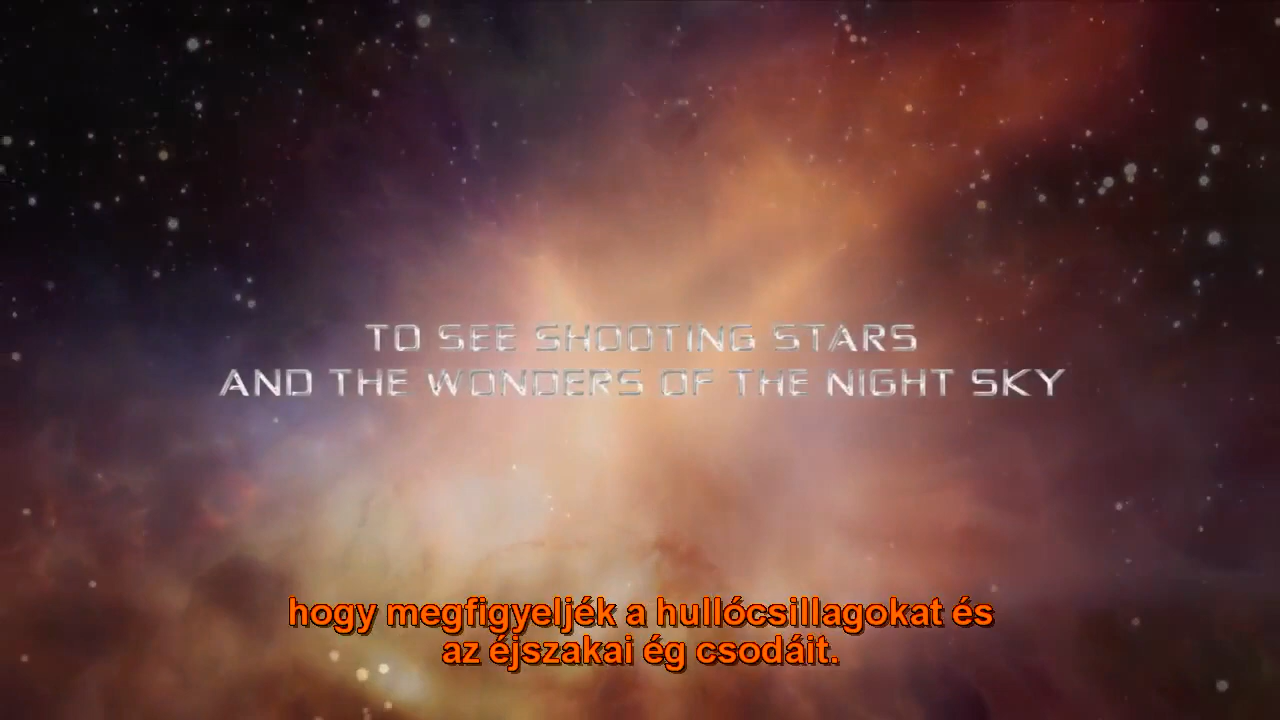 TO SEE SHOOTING STARS
AND THE WONDERS OF THE NIGHT SKY
hogy megfigyeljék a hullócsillagokat és
az éjszakai ég csodáit.